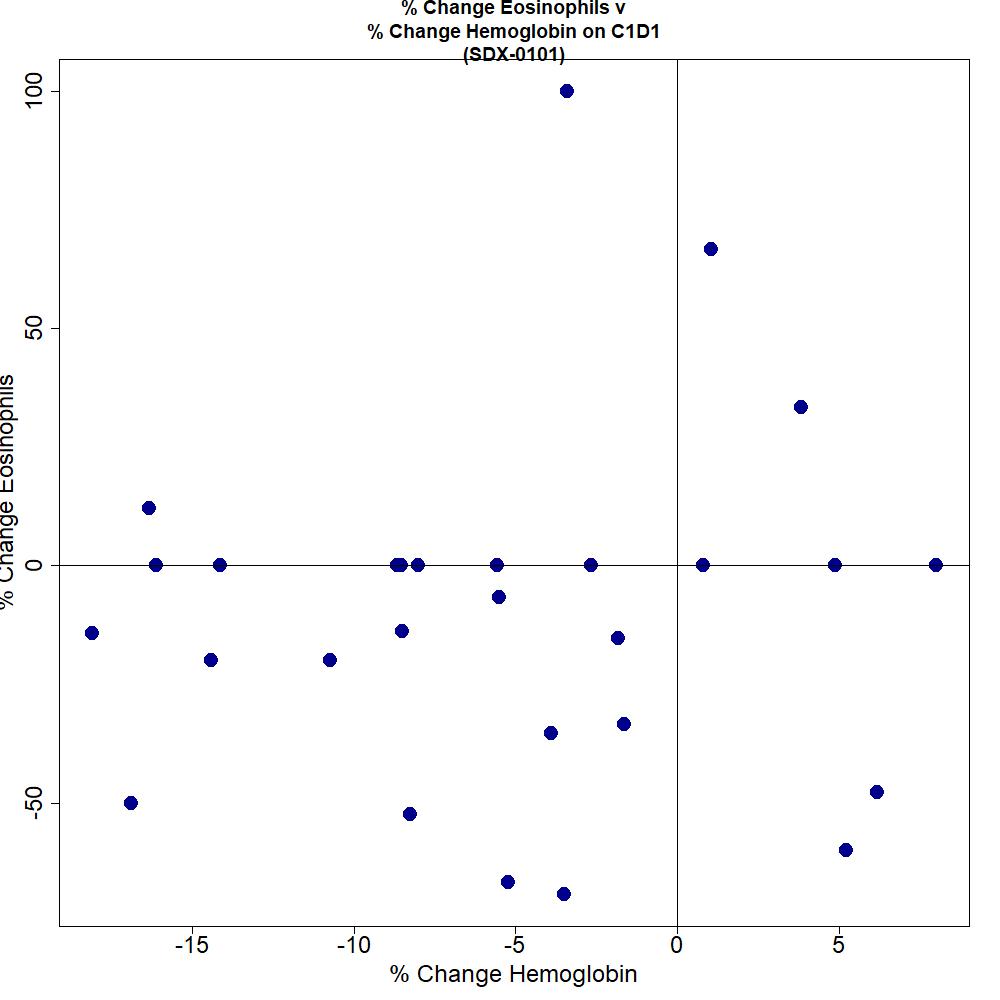 % Change Eosinophils v
% Change Hemoglobin on C1D1
(SDX-0101)
100
50
0
-50
% Change Eosinophils
-15 -10 -5 0 5
% Change Hemoglobin